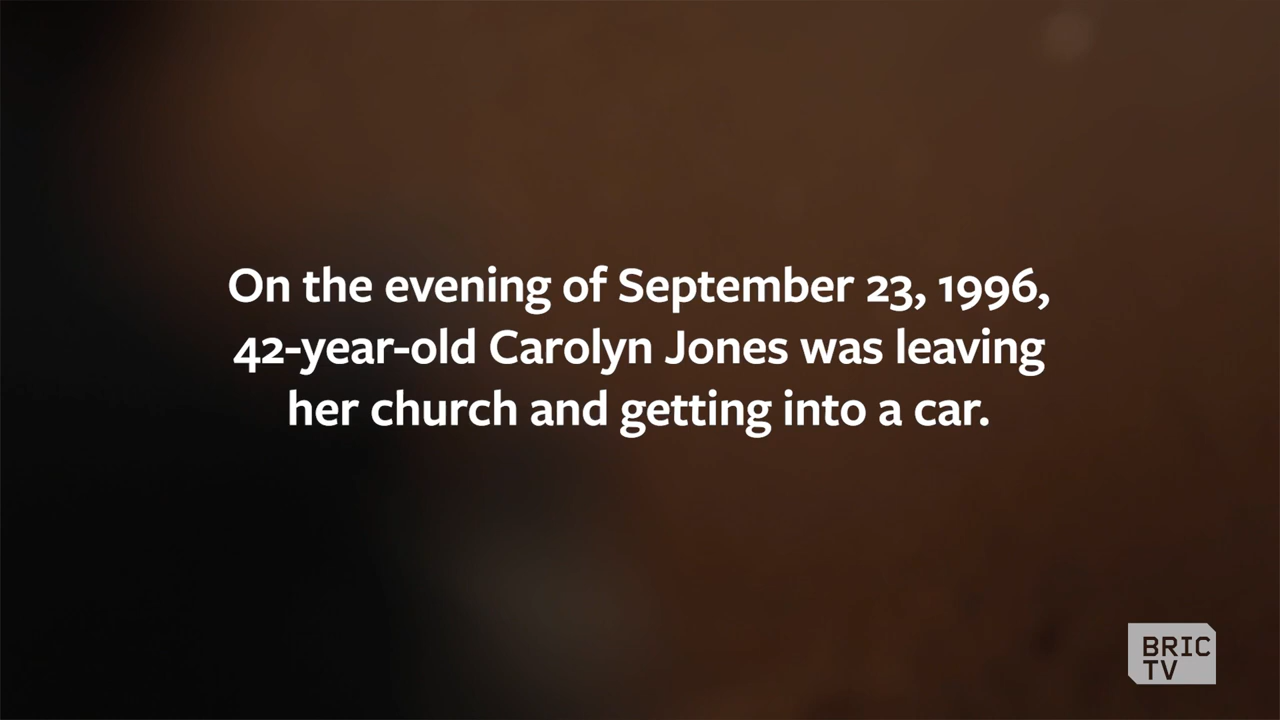 On the evening of September 23, 1996,
42-year-old Carolyn Jones was leaving
her church and getting into a car.
BRIC
TV